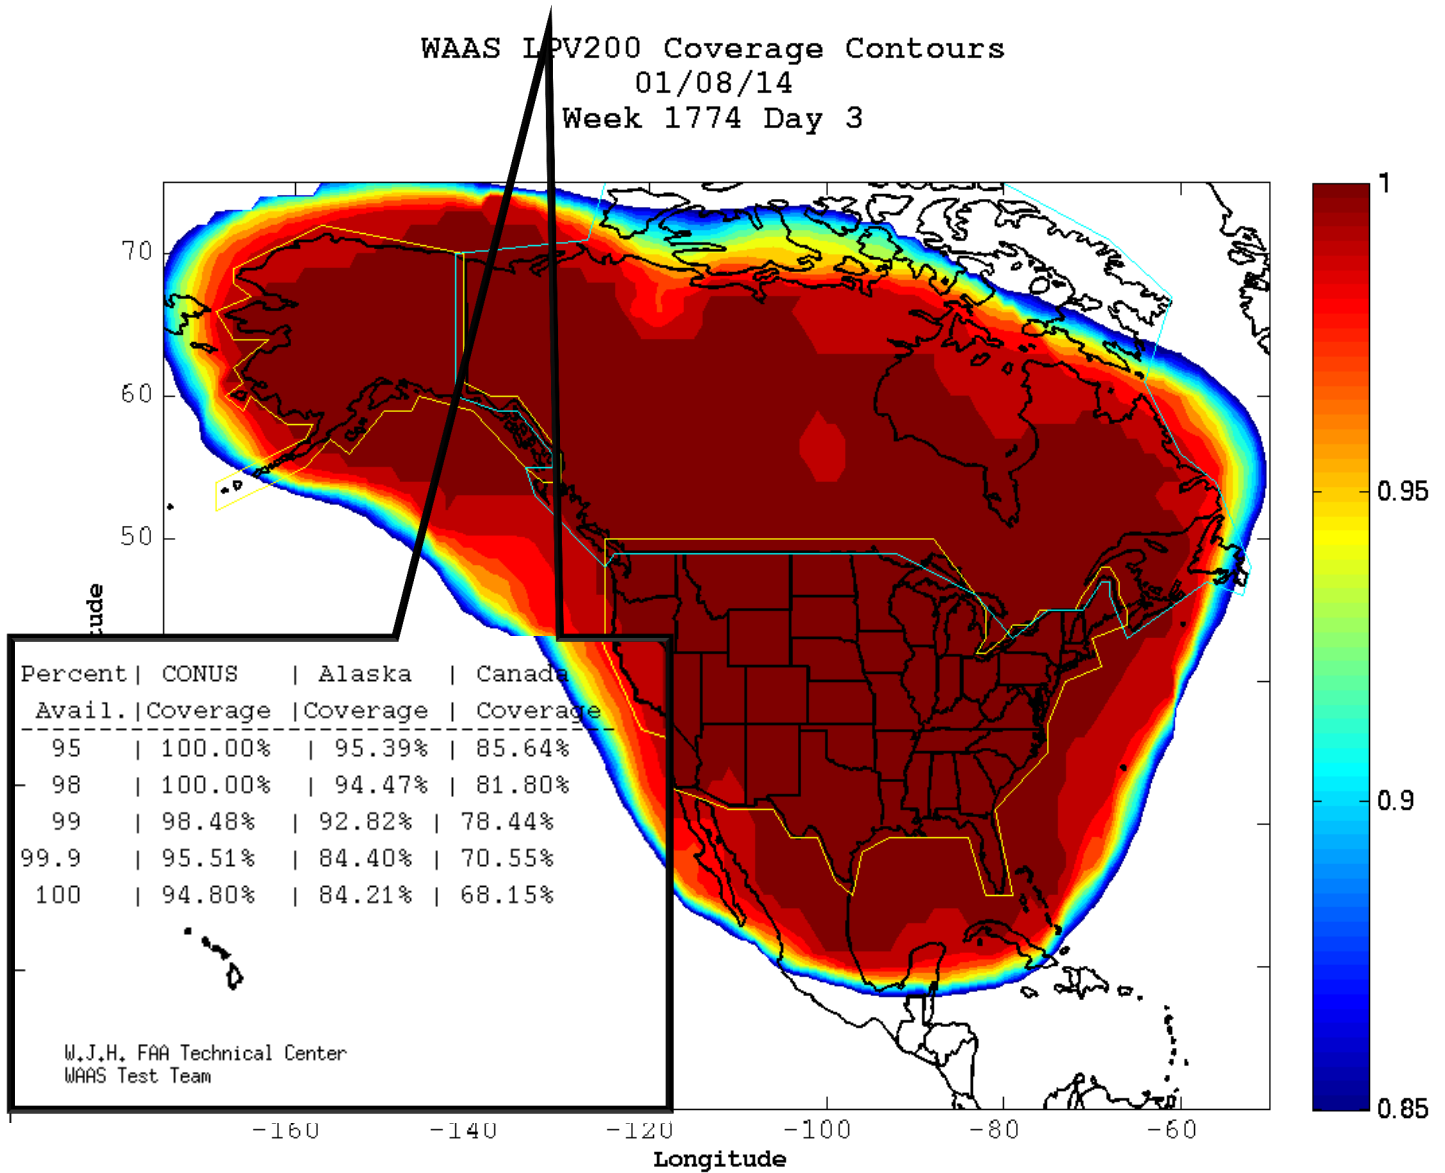 WAAS LPV200 Coverage Contours
01/08/14
Week 1774 Day 3
70
60
50
tude
Percent| CONUS | Alaska | Canada
Avail.|Coverage |Coverage | Coverage
95 | 100.00% | 95.39% | 85.64%
98 | 100.00% | 94.47% | 81.80%
99 | 98.48% | 92.82% | 78.44%
99.9 | 95.51% | 84.40% | 70.55%
100 | 94.80% | 84.21% | 68.15%
W.J.H. FAA Technical Center
WAAS Test Team
-160 -140 -120 -100 -80 -60
Longitude
1
0.95
0.9
0.85